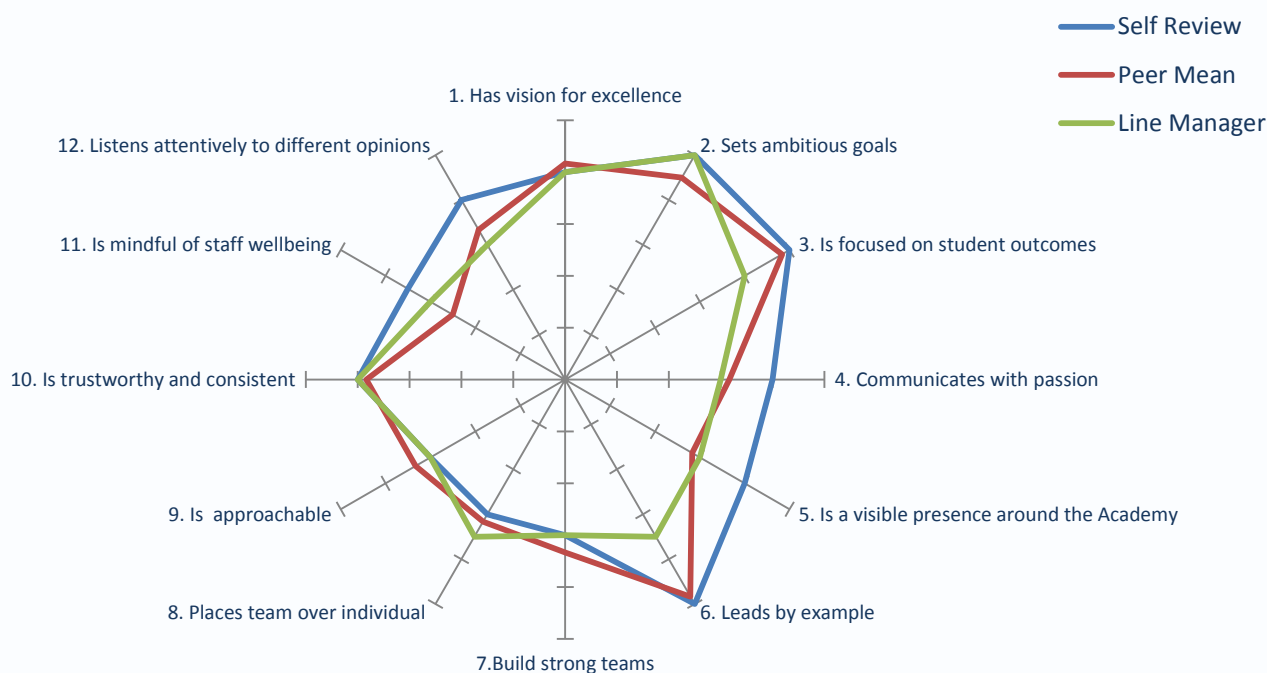 Self Review
Peer Mean
Line Manager
1. Has vision for excellence
2. Sets ambitious goals
3. Is focused on student outcomes
4. Communicates with passion
5. Is a visible presence around the Academy
6. Leads by example
7.Build strong teams
8. Places team over individual
9. Is  approachable
10. Is trustworthy and consistent
11. Is mindful of staff wellbeing
12. Listens attentively to different opinions